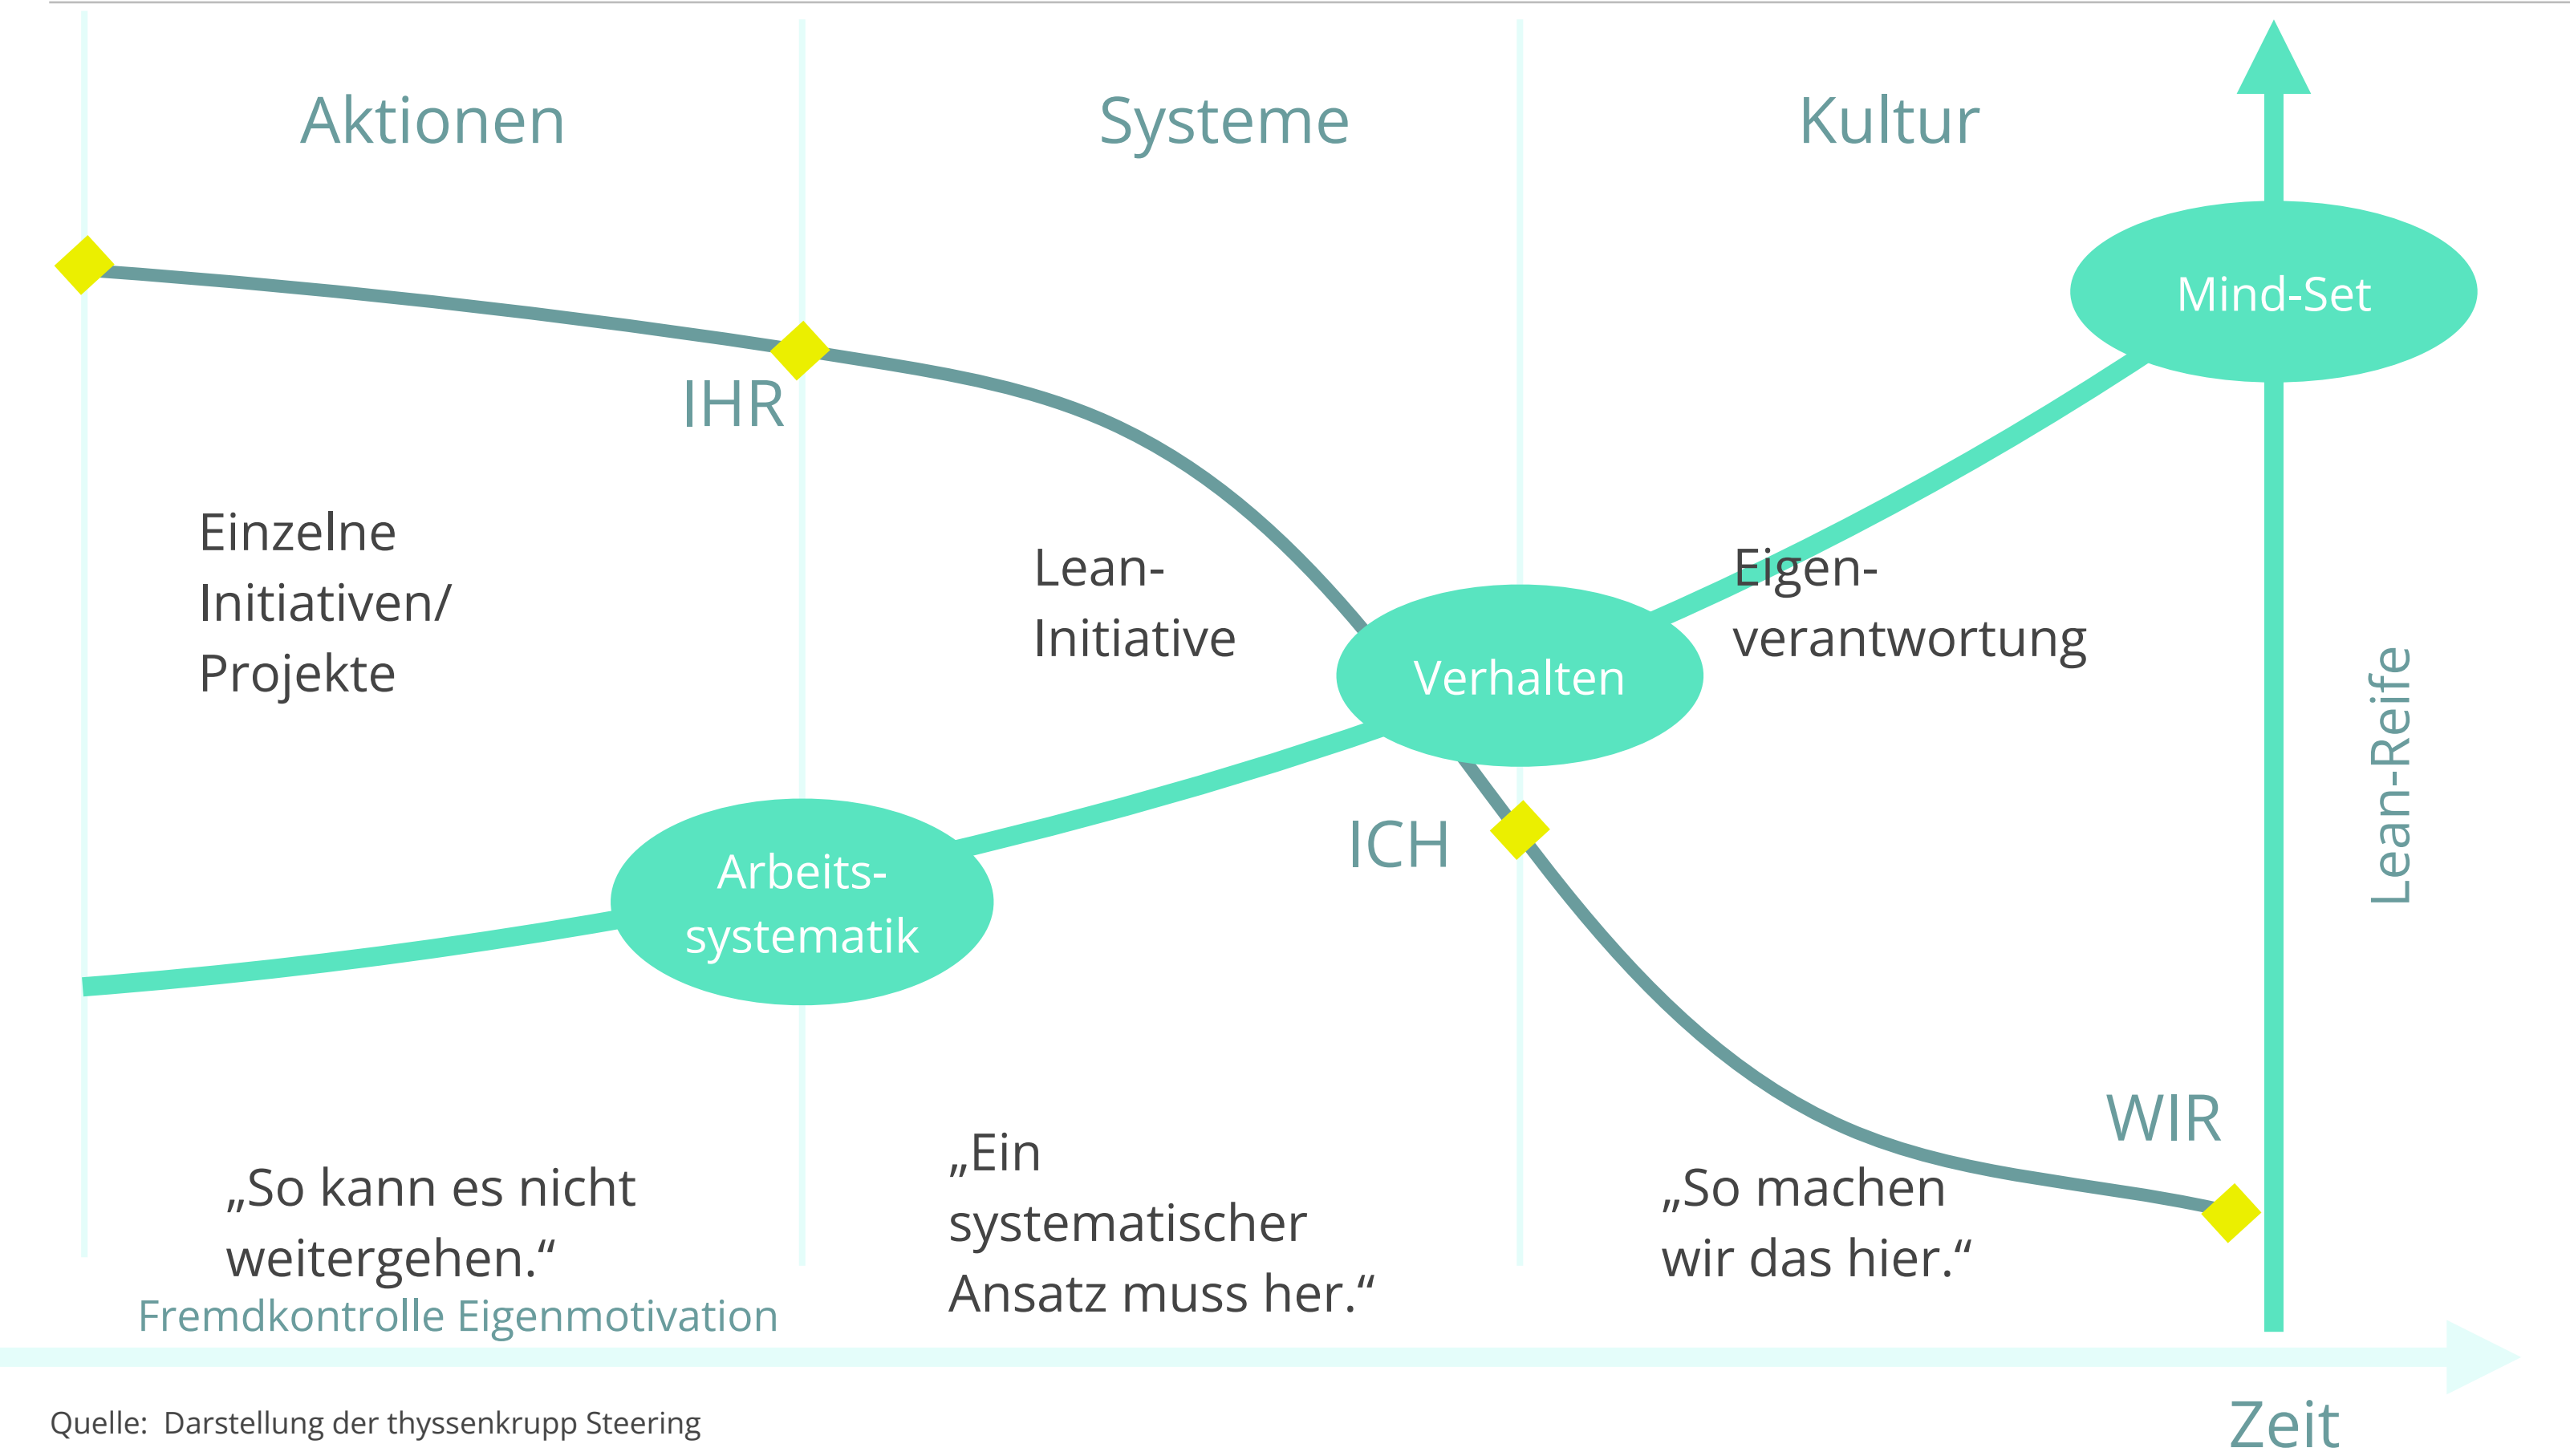 Aktionen
Systeme
Kultur
Mind-Set
IHR
Einzelne
Initiativen/
Projekte
Lean-
Initiative
Eigen-
verantwortung
Verhalten
Lean-Reife
ICH
Arbeits-
systematik
WIR
„So kann es nicht
weitergehen.“
„Ein
systematischer
Ansatz muss her.“
„So machen
wir das hier.“
Fremdkontrolle Eigenmotivation
Zeit
Quelle: Darstellung der thyssenkrupp Steering